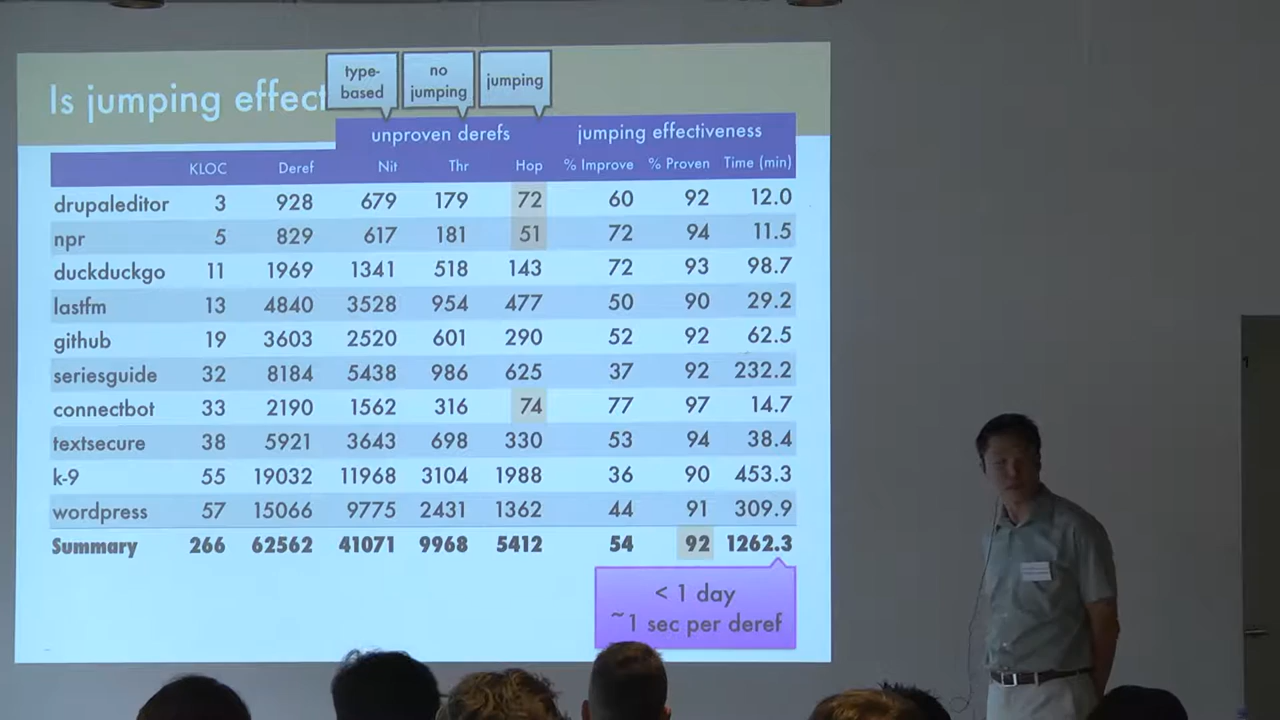 Is jumping effect
type-based
no jumping
jumping
unproven derefs jumping effectiveness
KLOC Deref Nit Thr Hop % Improve % Proven Time (min)
drupaleditor 3 928 679 179 72 60 92 12.0
npr 5 829 617 181 51 72 94 11.5
duckduckgo 11 1969 1341 518 143 72 93 98.7
lastfm 13 4840 3528 954 477 50 90 29.2
github 19 3603 2520 601 290 52 92 62.5
seriesguide 32 8184 5438 986 625 37 92 232.2
connectbot 33 2190 1562 316 74 77 97 14.7
textsecure 38 5921 3643 698 330 53 94 38.4
k-9 55 19032 11968 3104 1988 36 90 453.3
wordpress 57 15066 9775 2431 1362 44 91 309.9
Summary 266 62562 41071 9968 5412 54 92 1262.3
< 1 day
~1 sec per deref